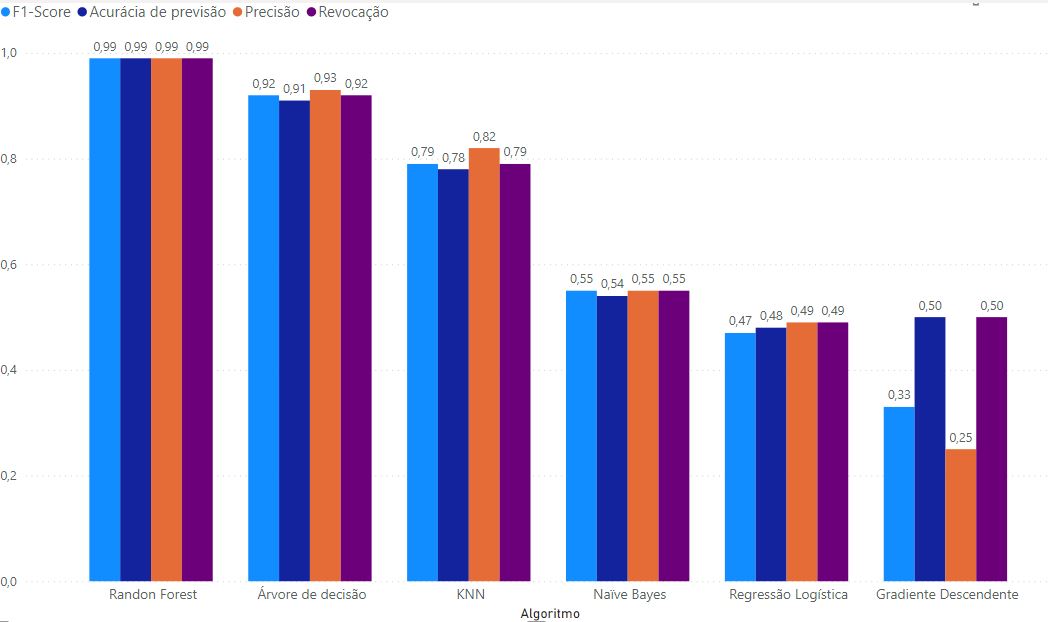 F1-Score Acurácia de previsão Precisão Revocação
0,99 0,99 0,99 0,99
0,92 0,91 0,93 0,92
0,79 0,78 0,82 0,79
0,55 0,54 0,55 0,55
0,47 0,48 0,49 0,49
0,33 0,50 0,25 0,50
1,0
0,8
0,6
0,4
0,2
0,0
Randon Forest Árvore de decisão KNN Naïve Bayes Regressão Logística Gradiente Descendente
Algoritmo